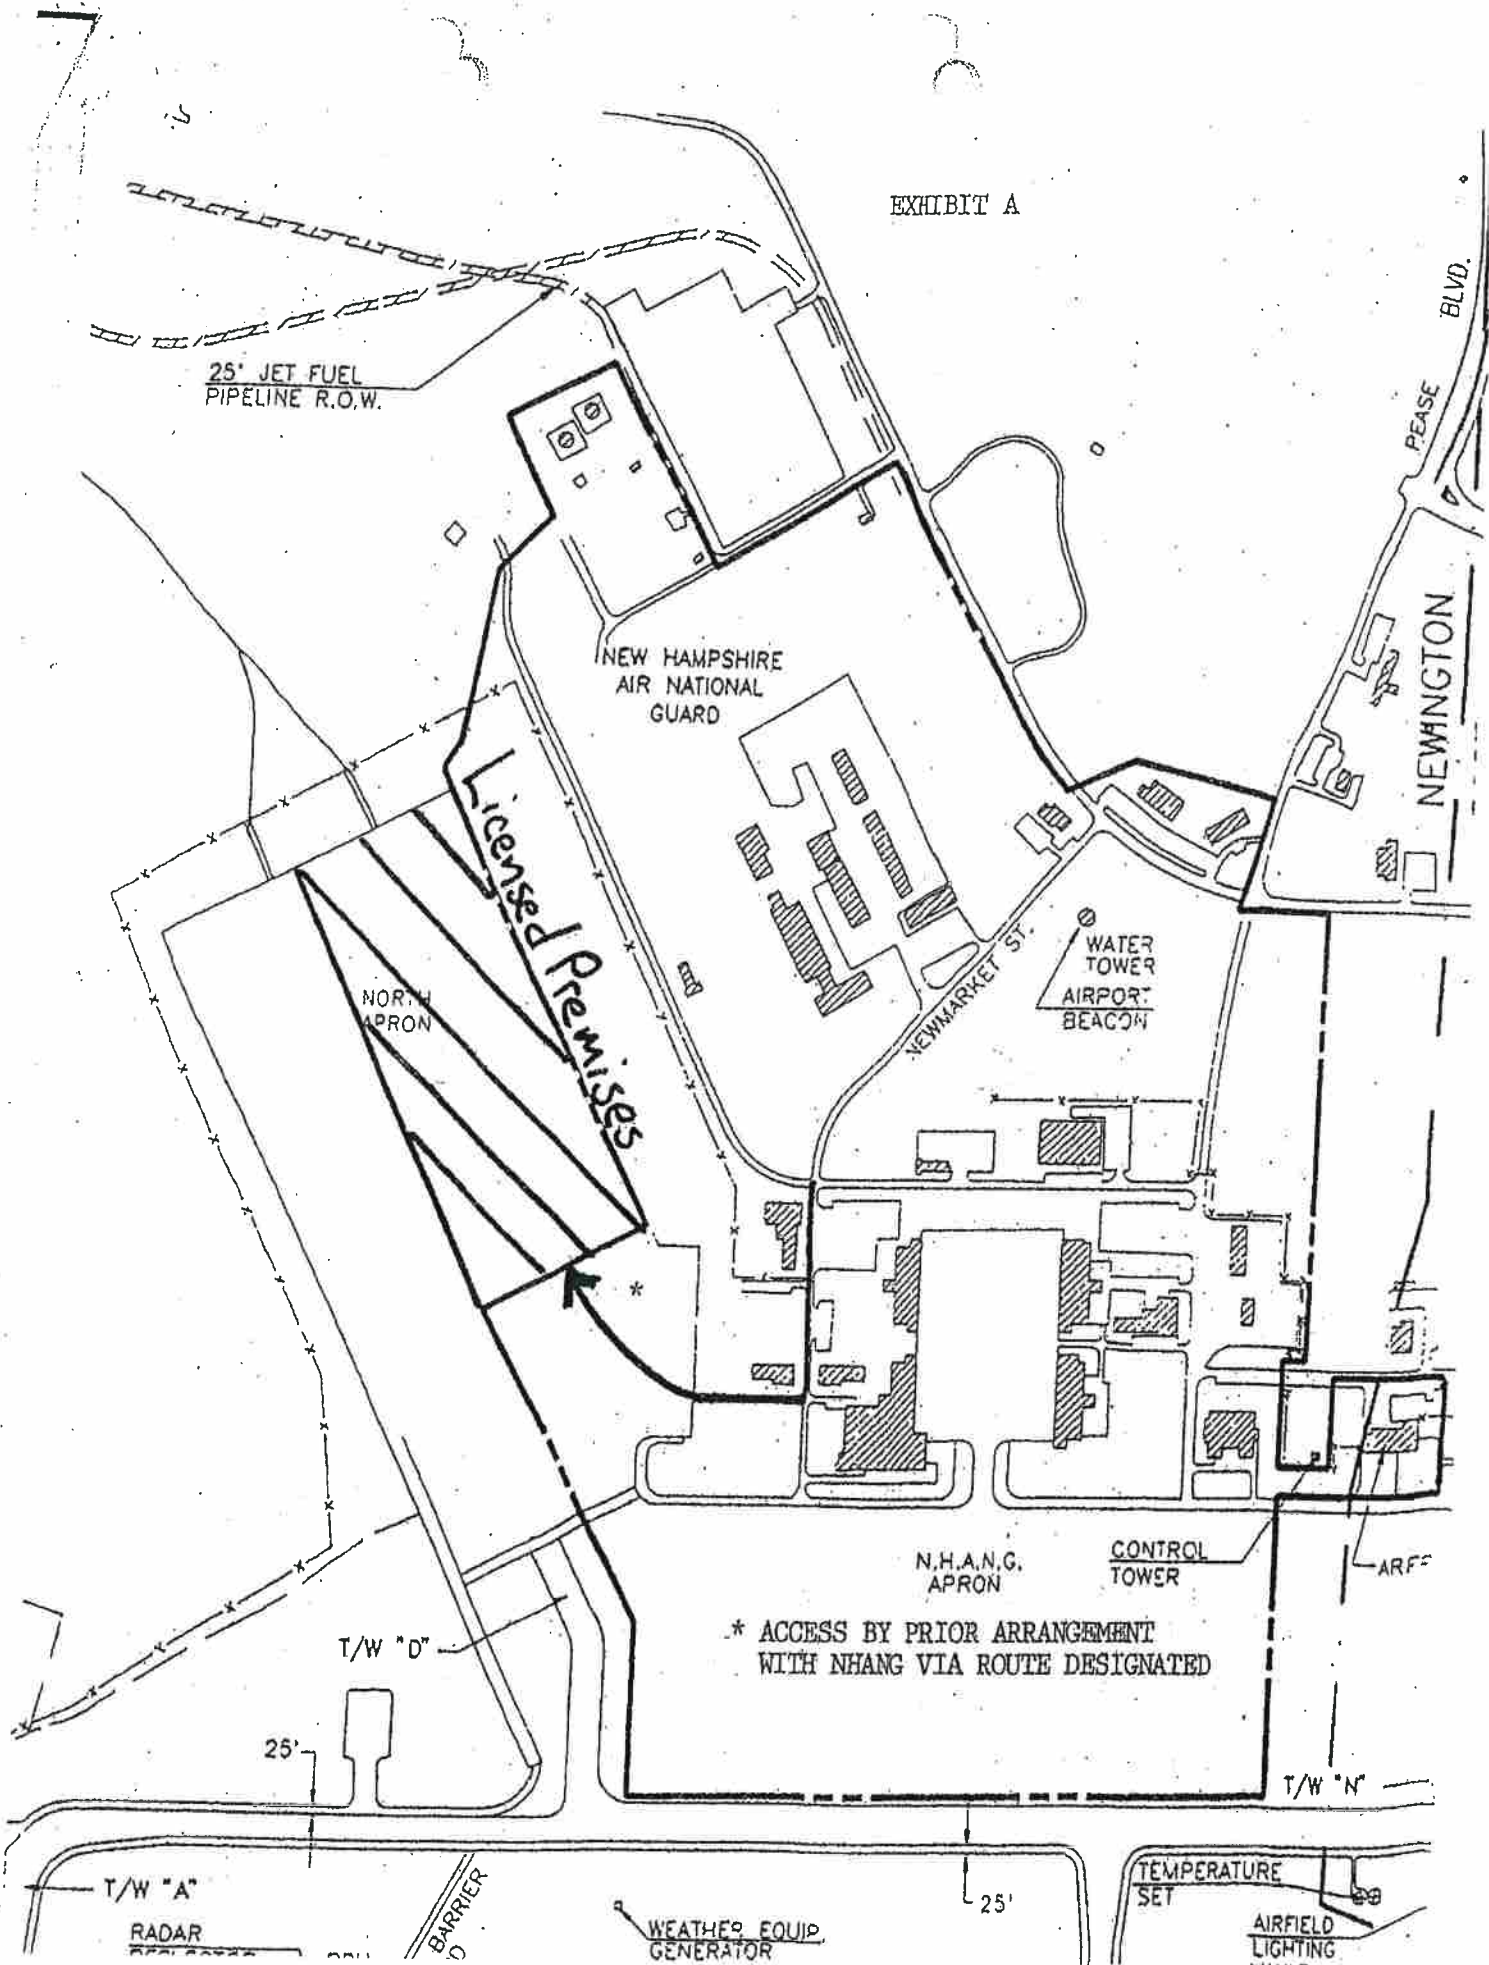 EXHIBIT A
BLVD.
PEASE
25' JET FUEL
PIPELINE R.O.W.
NEWINGTON
NEW HAMPSHIRE
AIR NATIONAL
GUARD
Licensed Premises
WATER
TOWER
AIRPORT
BEACON
NEWMARKET ST.
NORTH
APRON
*
N.H.A.N.G.
APRON
CONTROL
TOWER
ARFF
* ACCESS BY PRIOR ARRANGEMENT
WITH NHANG VIA ROUTE DESIGNATED
T/W "D"
25'
T/W "N"
T/W "A"
BARRIER
25'
TEMPERATURE
SET
RADAR
WEATHER EQUIP.
GENERATOR
AIRFIELD
LIGHTING